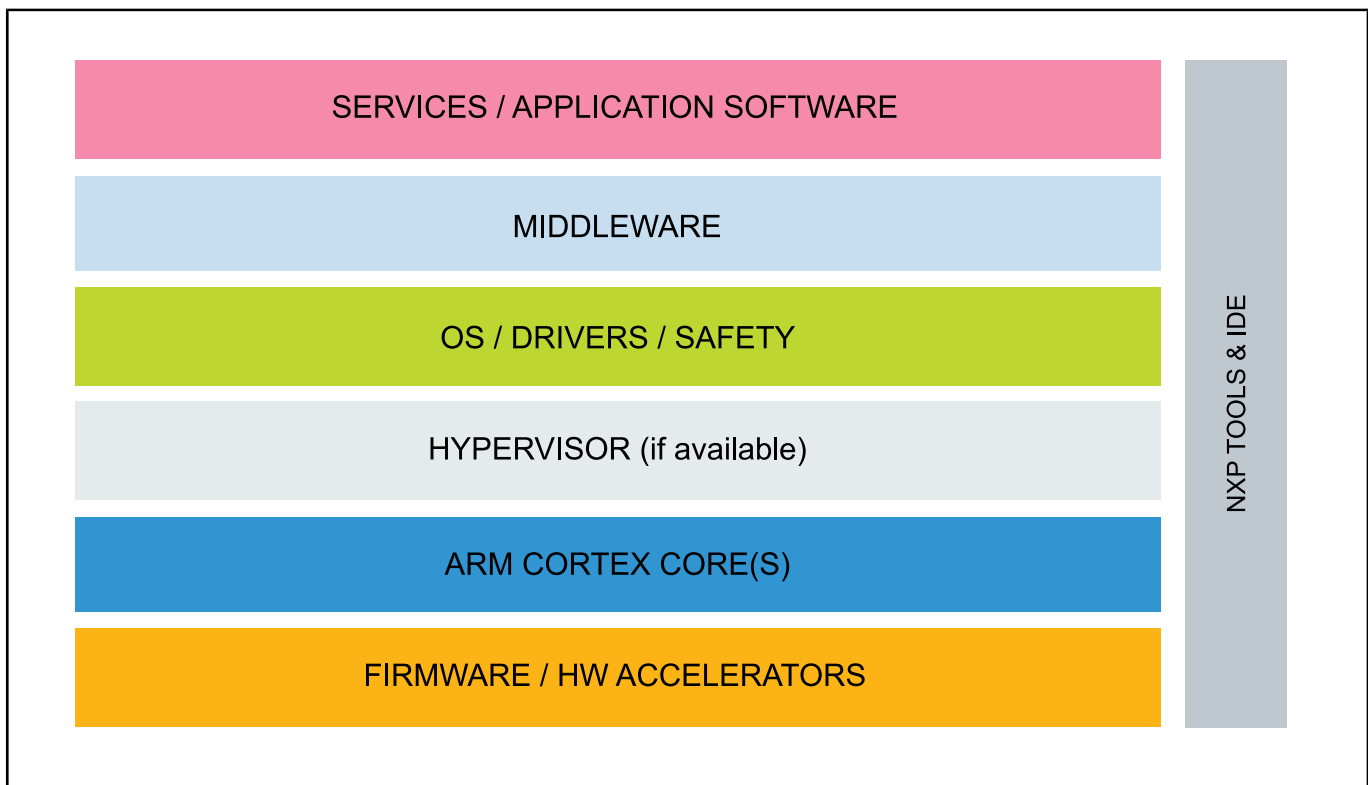 SERVICES / APPLICATION SOFTWARE
MIDDLEWARE
OS / DRIVERS / SAFETY
HYPERVISOR (if available)
ARM CORTEX CORE(S)
FIRMWARE / HW ACCELERATORS
NXP TOOLS & IDE